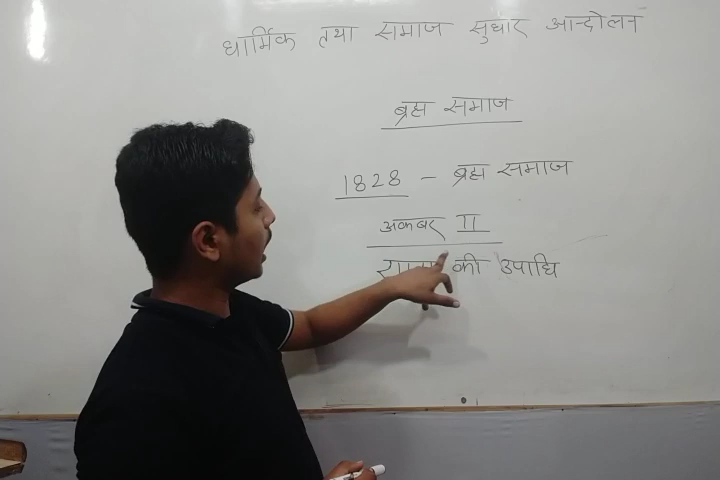 धार्मिक तथा समाज सुधार आन्दोलन
ब्रह्म समाज
1828 - ब्रह्म समाज
अकबर II
की उपाधि